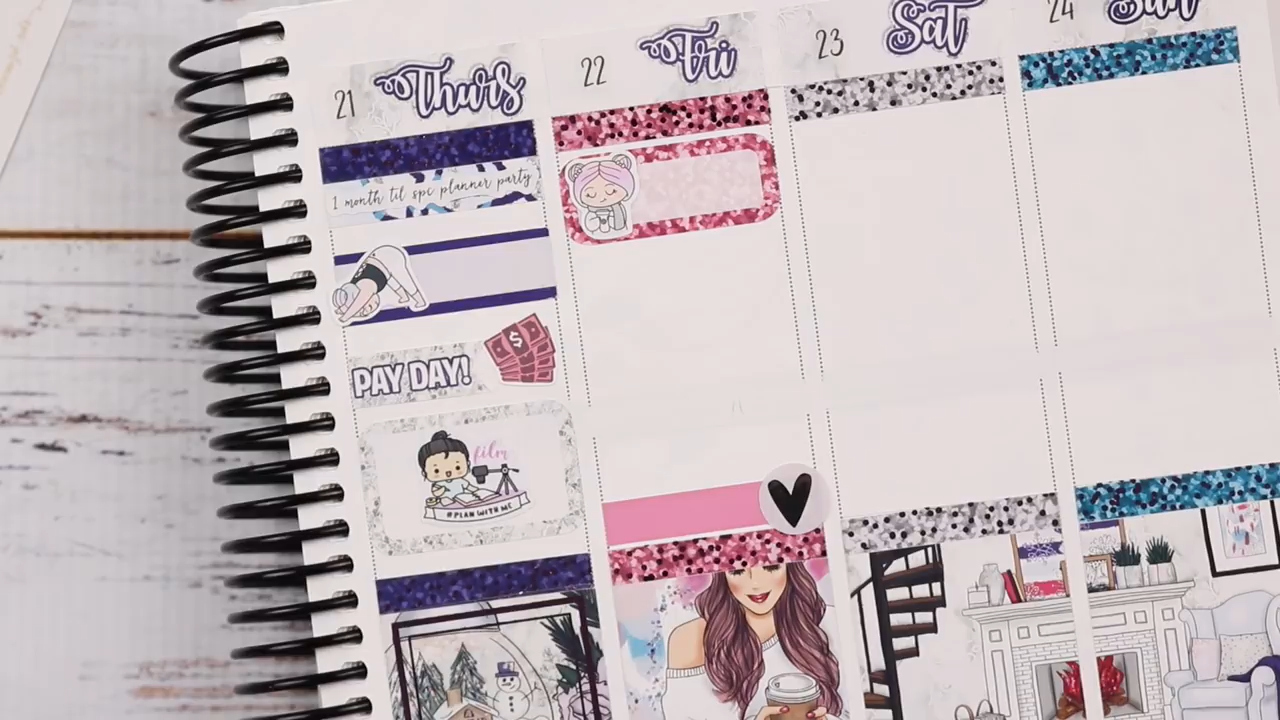 21 Thurs
22 Fri
23 Sat
24 Sun
1 month til spc planner party
PAY DAY!
$
film
#PLAN WITH ME